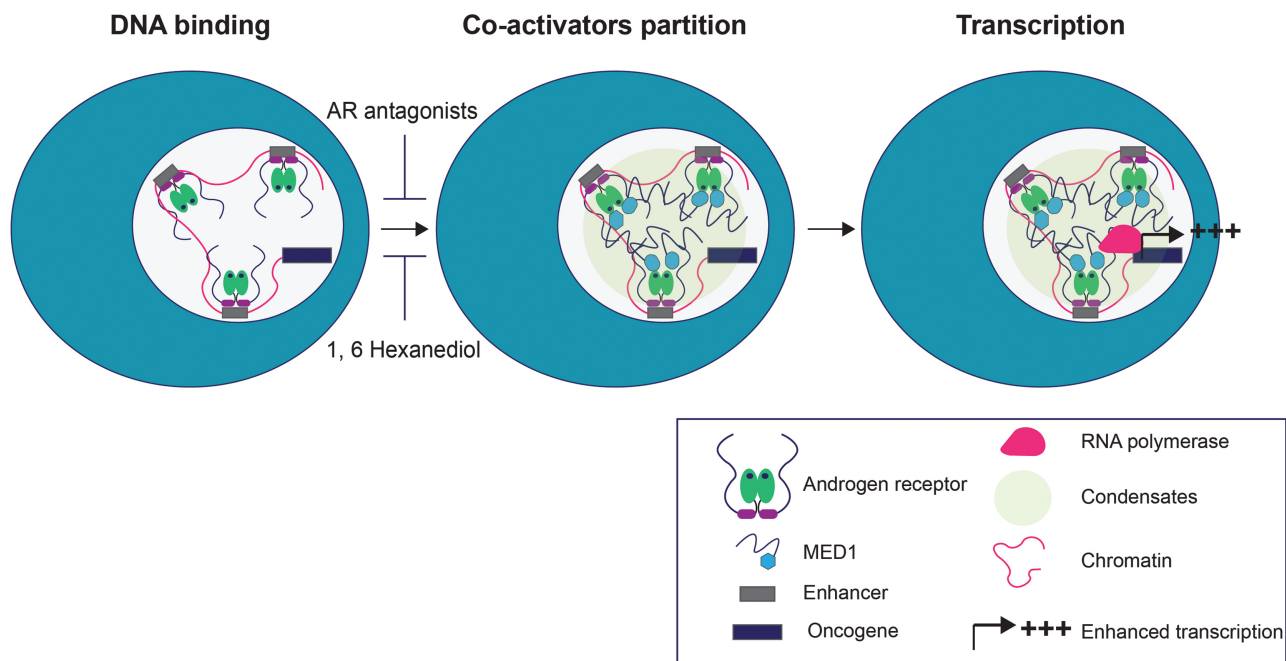 DNA binding
Co-activators partition
Transcription
AR antagonists
+++
1, 6 Hexanediol
Androgen receptor
MED1
Enhancer
Oncogene
RNA polymerase
Condensates
Chromatin
+++ Enhanced transcription